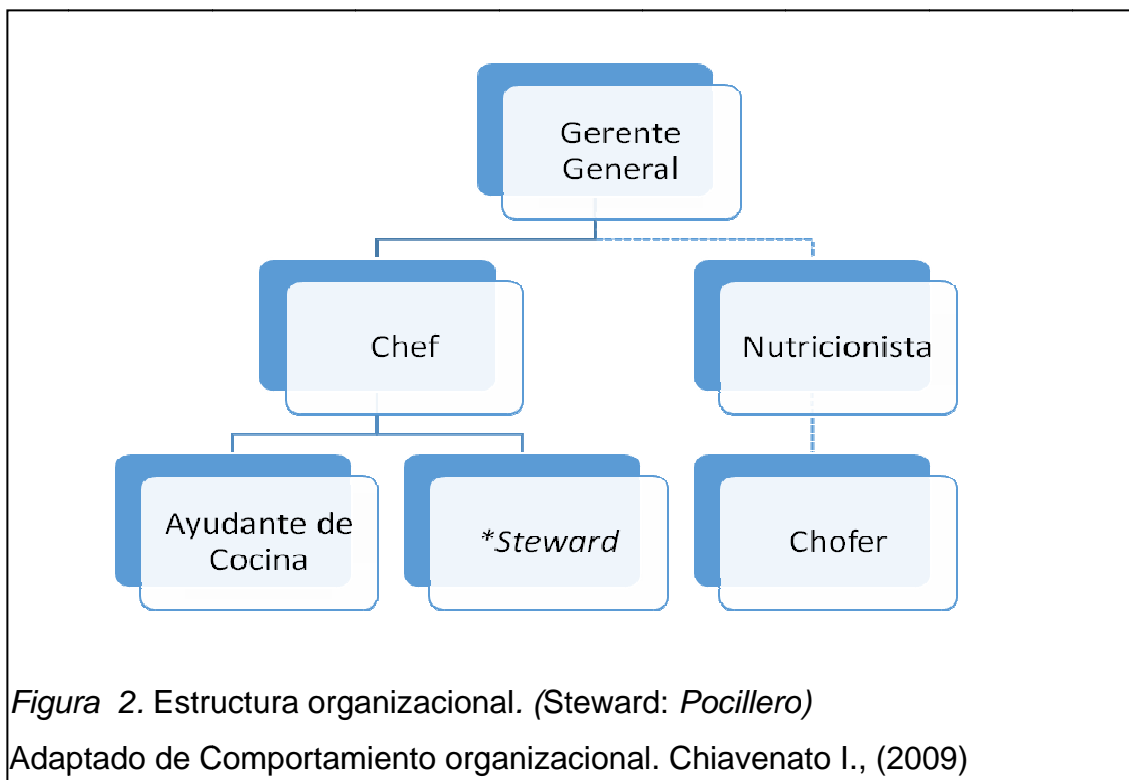 Gerente
General
Chef
Nutricionista
Ayudante de
Cocina
*Steward
Chofer
Figura 2. Estructura organizacional. (Steward: Pocillero)
Adaptado de Comportamiento organizacional. Chiavenato I., (2009)